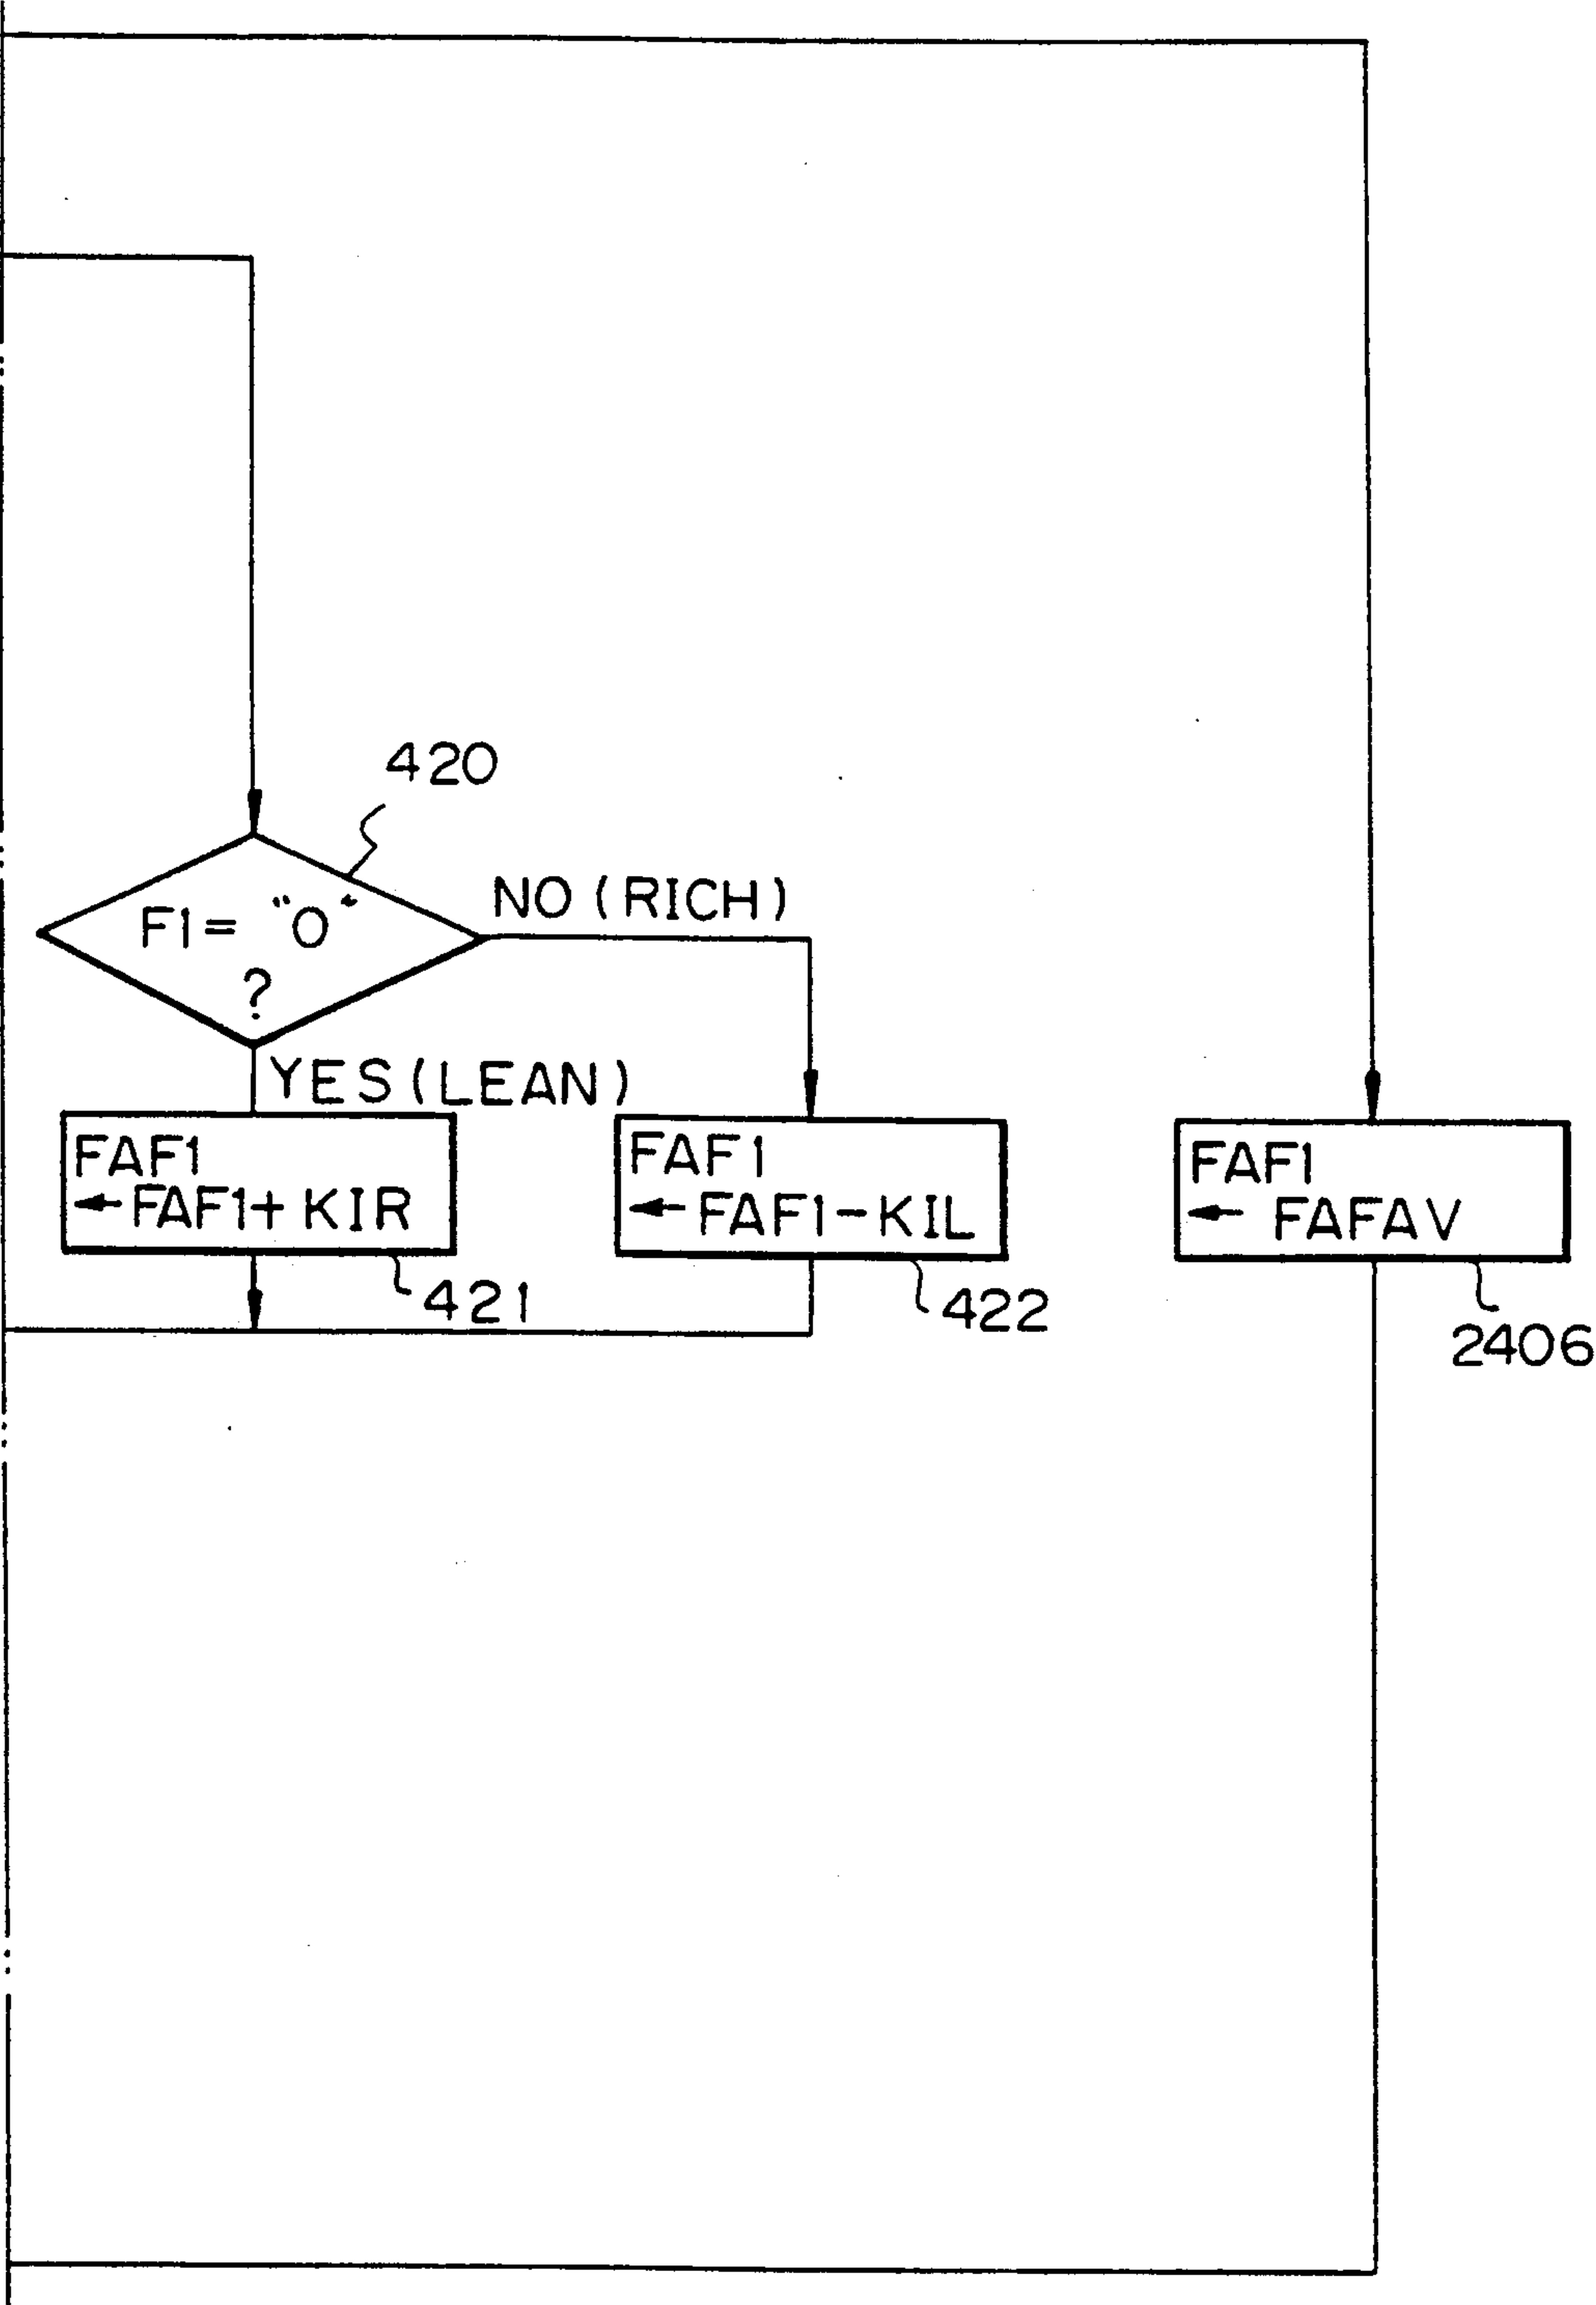 420
F1= "0"
?
NO (RICH)
YES (LEAN)
FAF1
←FAF1+KIR
421
FAF1
← FAF1-KIL
422
FAF1
← FAFAV
2406